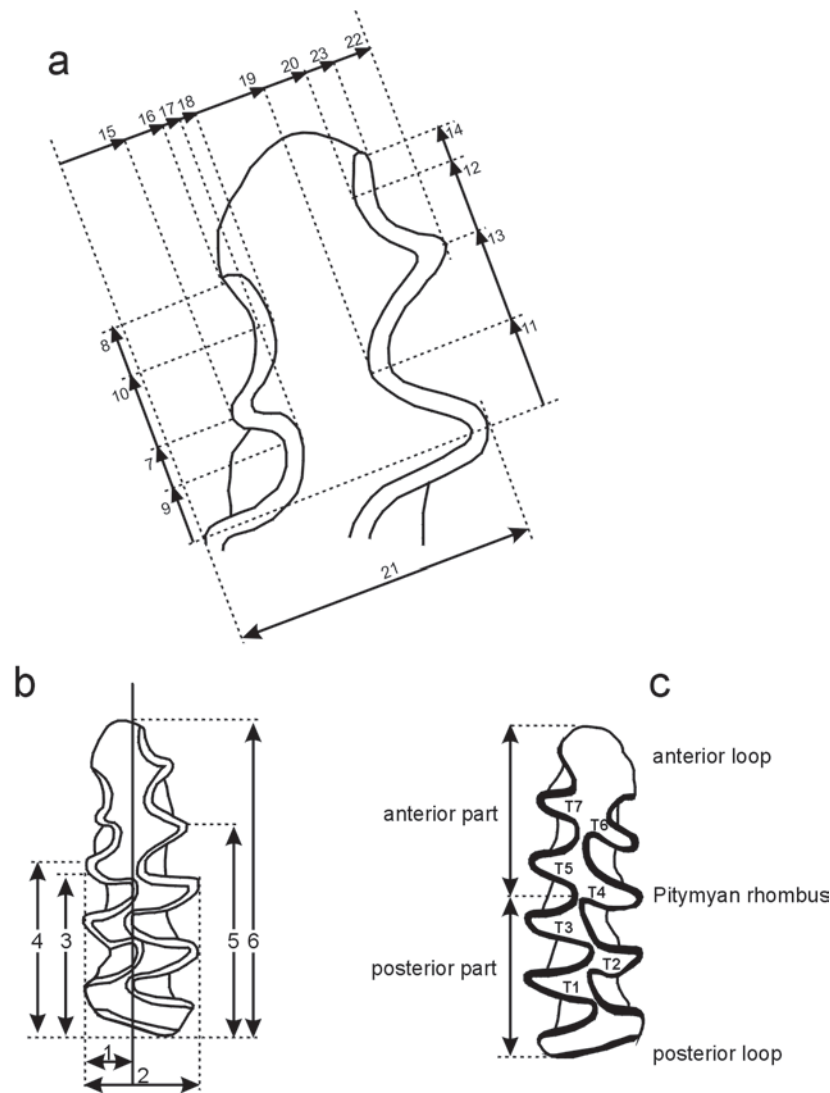 a
15
16
17
18
19
20
23
22
14
12
13
11
8
10
7
9
21
b
c
4
3
5
6
1
2
anterior loop
anterior part
T7
T6
T5
T4
Pitymyan rhombus
T3
posterior part
T2
T1
posterior loop